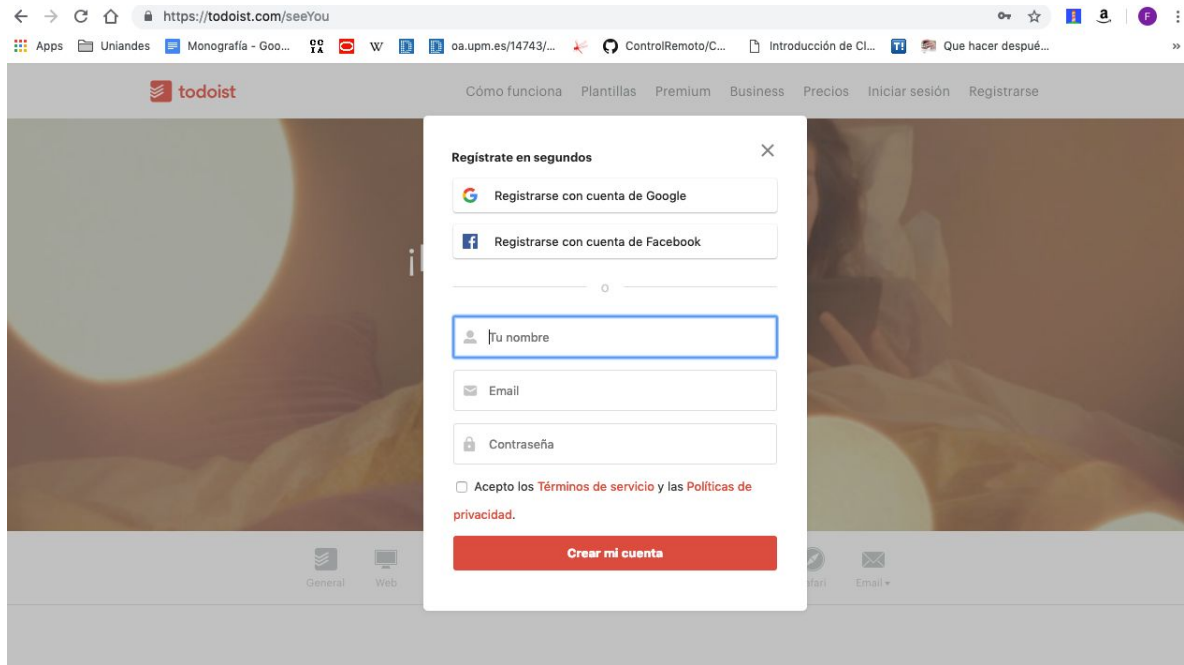 https://todoist.com/seeYou
Apps Uniandes Monografía - Goo... W oa.upm.es/14743/... ControlRemoto/C... Introducción de Cl... T! Que hacer despué... »
todoist Cómo funciona Plantillas Premium Business Precios Iniciar sesión Registrarse
Regístrate en segundos
Registrarse con cuenta de Google
Registrarse con cuenta de Facebook
o
Tu nombre
Email
Contraseña
Acepto los Términos de servicio y las Políticas de
privacidad.
Crear mi cuenta
General Web Email